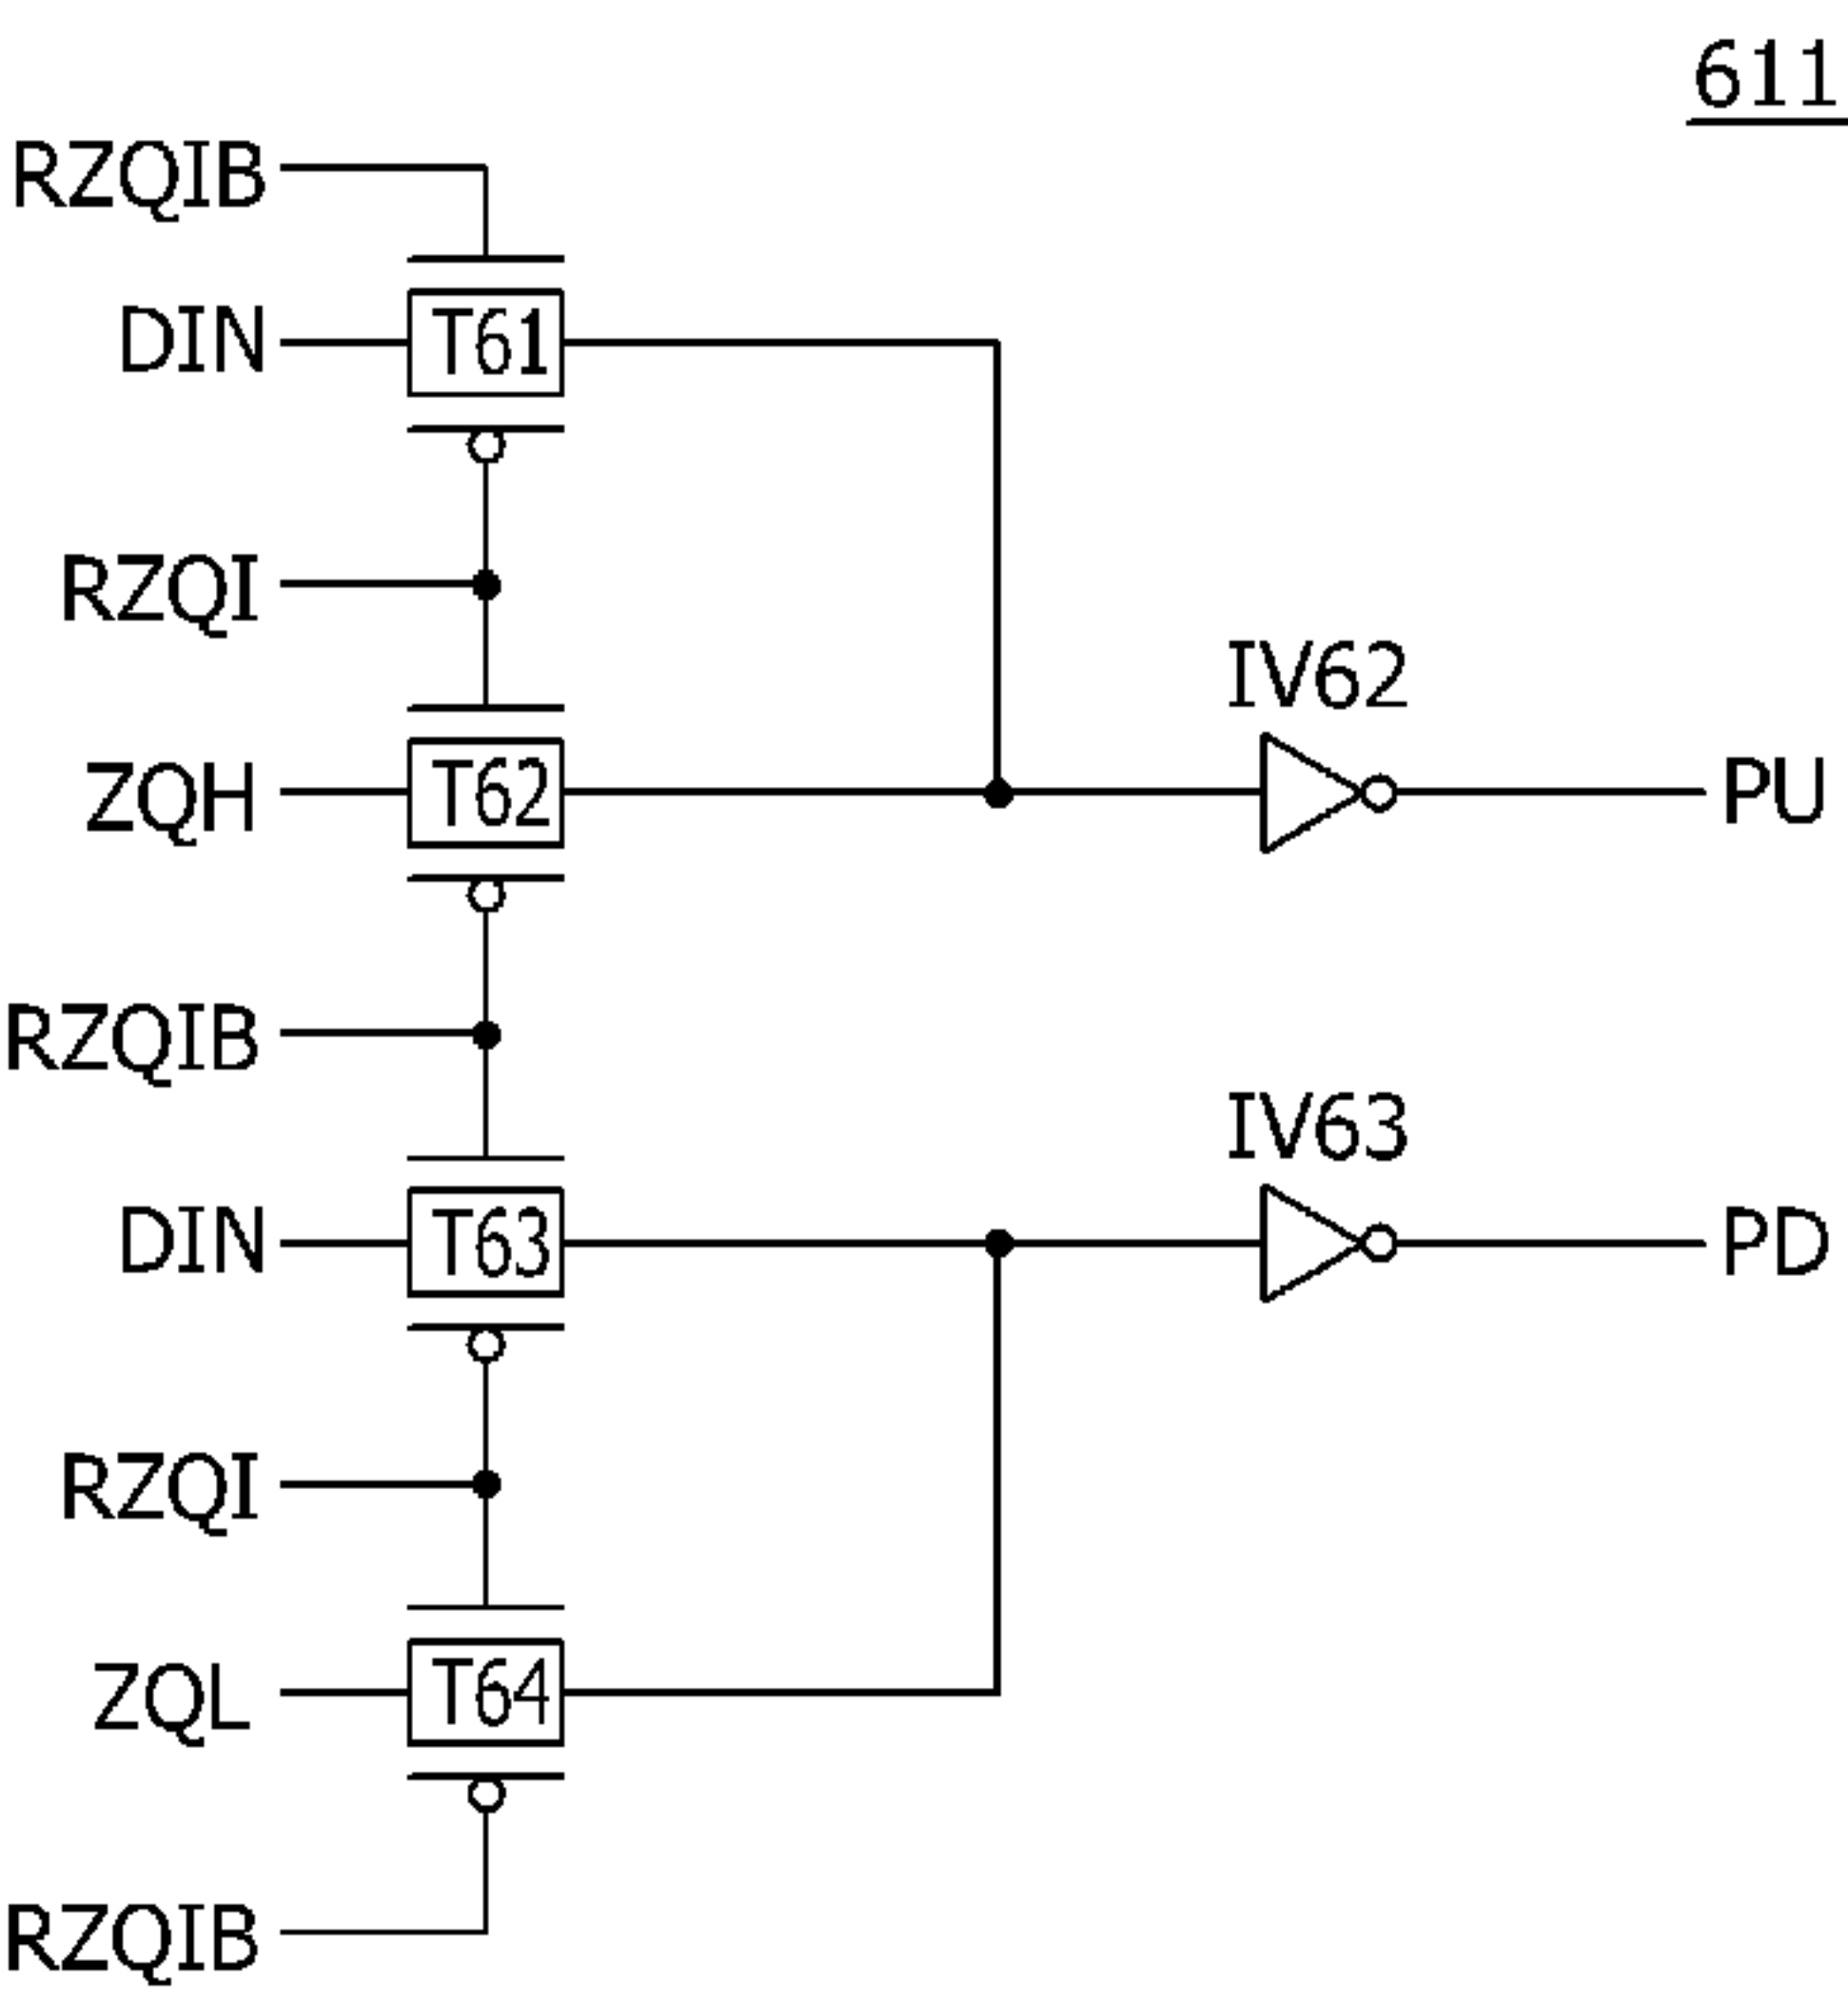 611
RZQIB
DIN
T61
RZQI
IV62
ZQH
T62
PU
RZQIB
IV63
DIN
T63
PD
RZQI
ZQL
T64
RZQIB